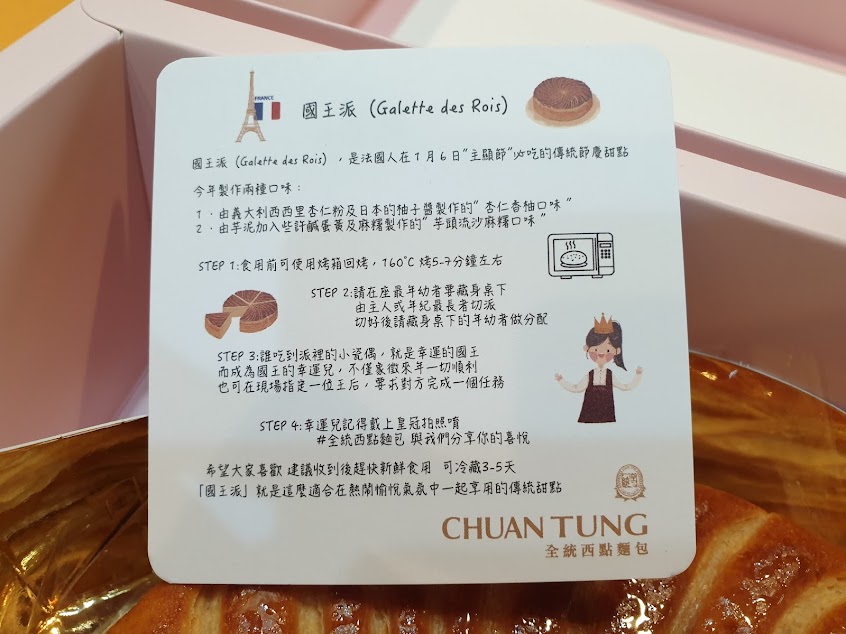 FRANCE
國王派 (Galette des Rois)
國王派 (Galette des Rois) ，是法國人在1月6日"主顯節"必吃的傳統節慶甜點
今年製作兩種口味：
1. 由義大利西西里杏仁粉及日本的柚子醬製作的" 杏仁香柚口味 "
2. 由芋泥加入些許鹹蛋黃及麻糬製作的" 芋頭流沙麻糬口味 "
STEP 1:食用前可使用烤箱回烤，160°C 烤5-7分鐘左右
STEP 2:請在座最年幼者要藏身桌下
由主人或年紀最長者切派
切好後請藏身桌下的年幼者做分配
STEP 3:誰吃到派裡的小瓷偶，就是幸運的國王
而成為國王的幸運兒，不僅象徵來年一切順利
也可在現場指定一位王后，要求對方完成一個任務
STEP 4:幸運兒記得戴上皇冠拍照唷
#全統西點麵包 與我們分享你的喜悅
希望大家喜歡 建議收到後趕快新鮮食用 可冷藏3-5天
「國王派」就是這麼適合在熱鬧愉悅氣氛中一起享用的傳統甜點
CHUAN TUNG
全統西點麵包